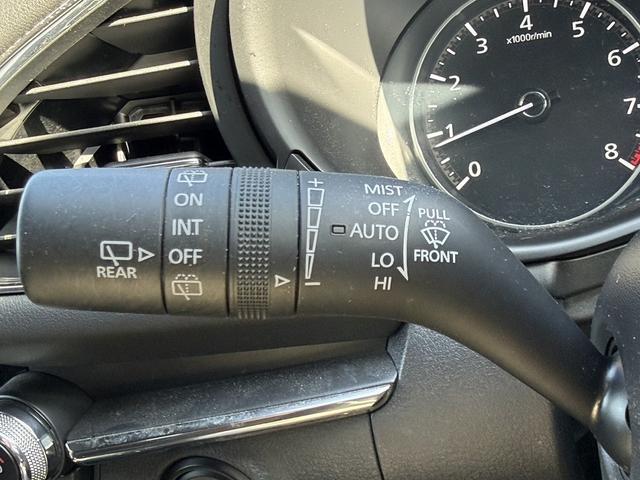 4
3
5
x1000r/min
6
2
7
1
8
0
MIST
OFF
AUTO
LO
HI
PULL
FRONT
ON
INT
OFF
REAR
+
−